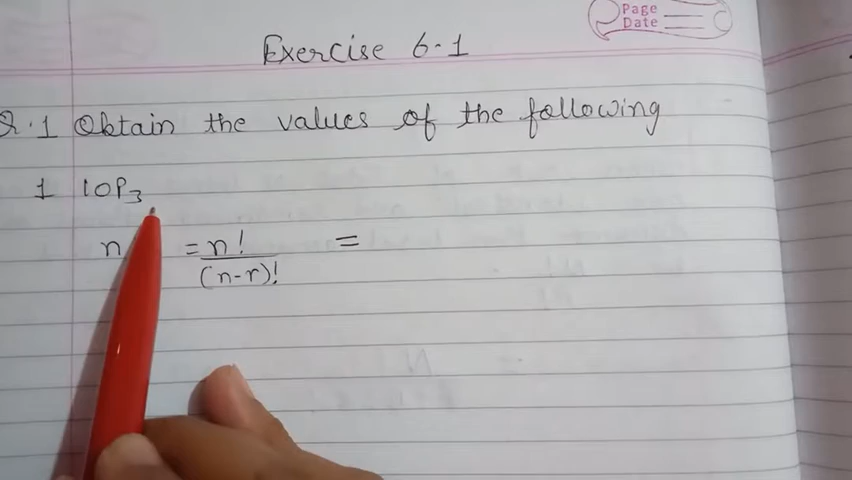 Page
Date
Exercise 6.1
Q.1 Obtain the values of the following
1 10P₃
n = n! =
(n-r)!